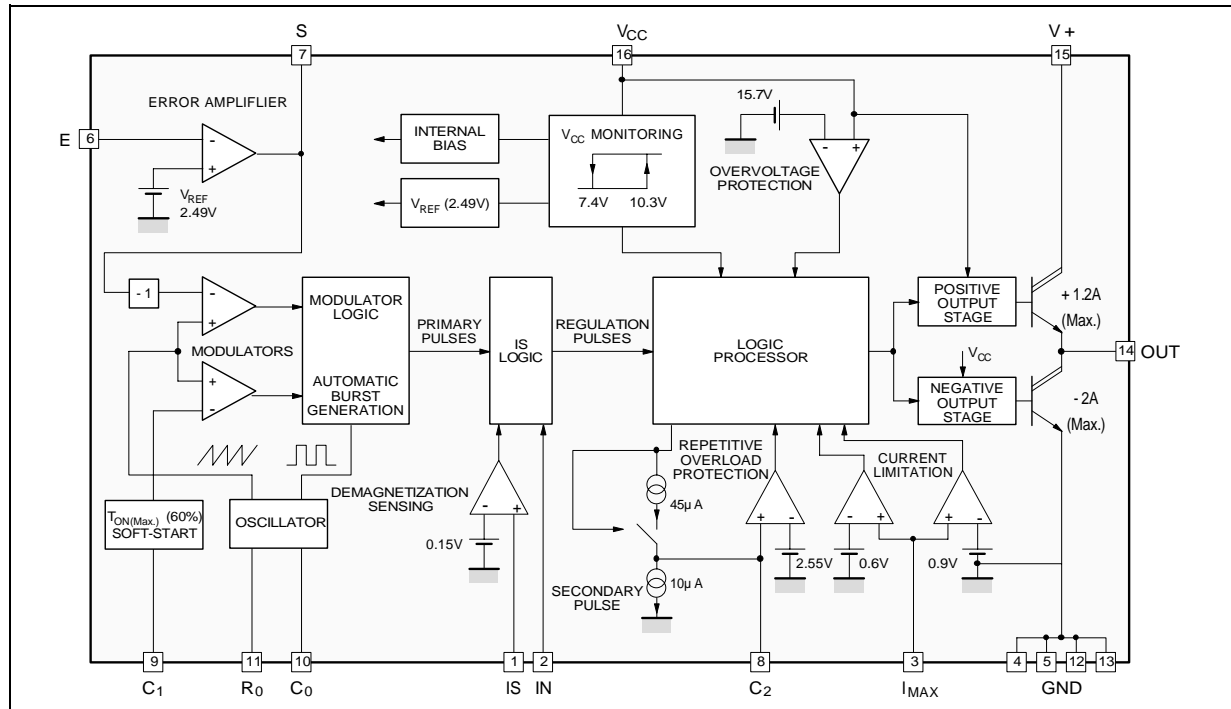 S
VCC
V +
7
16
15
15.7V
ERROR AMPLIFLIER
6
E
-
+
INTERNAL
BIAS
VCC MONITORING
7.4V
10.3V
-
+
OVERVOLTAGE
PROTECTION
VREF
2.49V
VREF (2.49V)
- 1
-
+
MODULATOR
LOGIC
AUTOMATIC
BURST
GENERATION
MODULATORS
+
-
PRIMARY
PULSES
IS
LOGIC
REGULATION
PULSES
LOGIC
PROCESSOR
POSITIVE
OUTPUT
STAGE
+ 1.2A
(Max.)
14
OUT
VCC
NEGATIVE
OUTPUT
STAGE
- 2A
(Max.)
REPETITIVE
OVERLOAD
PROTECTION
CURRENT
LIMITATION
DEMAGNETIZATION
SENSING
-
+
45µ A
+
-
-
+
+
-
TON(Max.) (60%)
SOFT-START
OSCILLATOR
0.15V
2.55V
0.6V
0.9V
SECONDARY
PULSE
10µ A
9
11
10
1
2
8
3
4
5
12
13
C1
R0
C0
IS
IN
C2
IMAX
GND